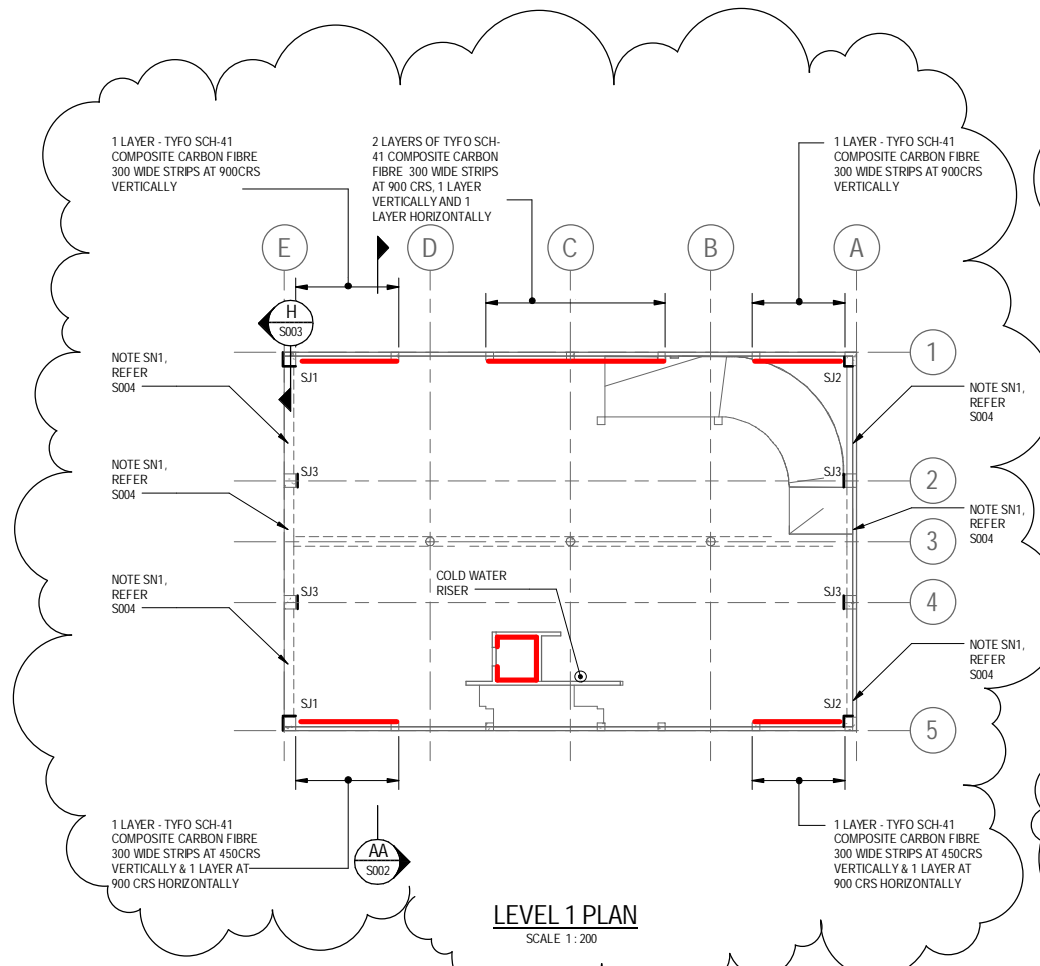 1 LAYER - TYFO SCH-41
COMPOSITE CARBON FIBRE
300 WIDE STRIPS AT 900CRS
VERTICALLY
2 LAYERS OF TYFO SCH-
41 COMPOSITE CARBON
FIBRE 300 WIDE STRIPS
AT 900 CRS, 1 LAYER
VERTICALLY AND 1
LAYER HORIZONTALLY
1 LAYER - TYFO SCH-41
COMPOSITE CARBON FIBRE
300 WIDE STRIPS AT 900CRS
VERTICALLY
E
D
C
B
A
H
S003
NOTE SN1,
REFER
S004
SJ1
SJ2
1
NOTE SN1,
REFER
S004
NOTE SN1,
REFER
S004
SJ3
SJ3
2
NOTE SN1,
REFER
S004
3
NOTE SN1,
REFER
S004
COLD WATER
RISER
SJ3
SJ3
4
NOTE SN1,
REFER
S004
SJ1
SJ2
5
1 LAYER - TYFO SCH-41
COMPOSITE CARBON FIBRE
300 WIDE STRIPS AT 450CRS
VERTICALLY & 1 LAYER AT
900 CRS HORIZONTALLY
AA
S002
1 LAYER - TYFO SCH-41
COMPOSITE CARBON FIBRE
300 WIDE STRIPS AT 450CRS
VERTICALLY & 1 LAYER AT
900 CRS HORIZONTALLY
LEVEL 1 PLAN
SCALE 1 : 200